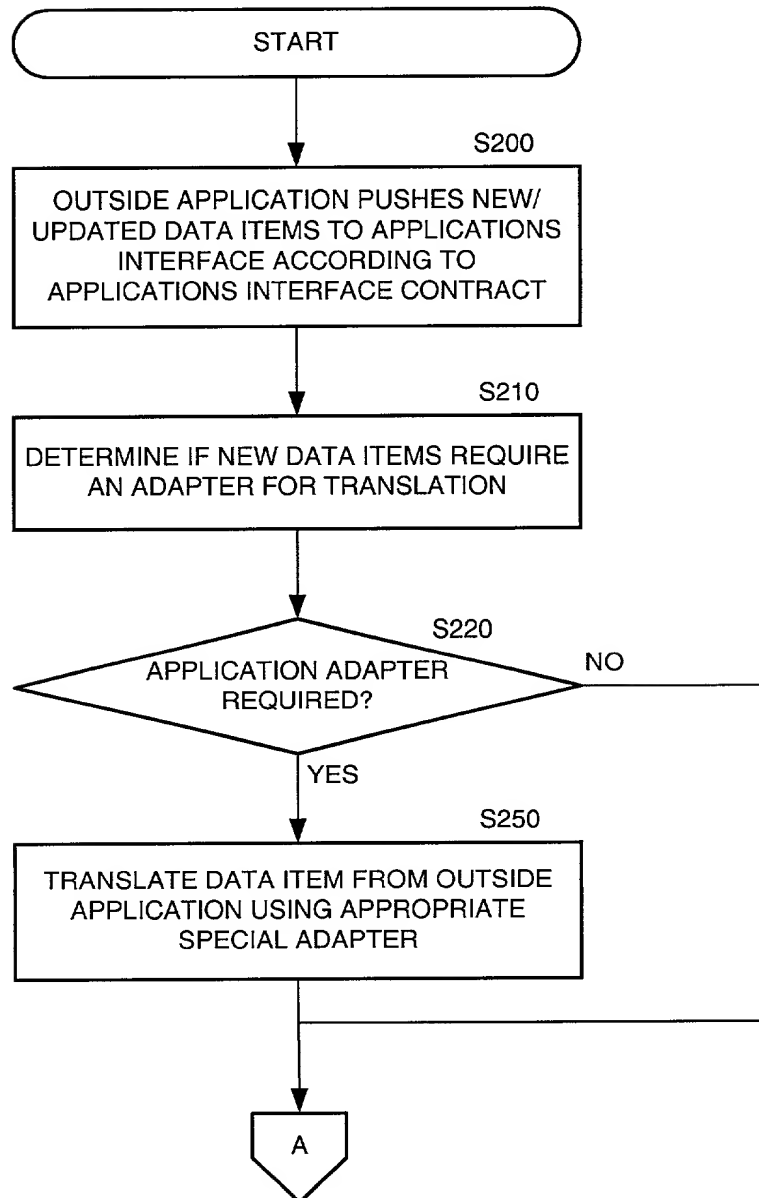 START
S200
OUTSIDE APPLICATION PUSHES NEW/
UPDATED DATA ITEMS TO APPLICATIONS
INTERFACE ACCORDING TO
APPLICATIONS INTERFACE CONTRACT
S210
DETERMINE IF NEW DATA ITEMS REQUIRE
AN ADAPTER FOR TRANSLATION
S220
APPLICATION ADAPTER
REQUIRED?
NO
YES
S250
TRANSLATE DATA ITEM FROM OUTSIDE
APPLICATION USING APPROPRIATE
SPECIAL ADAPTER
A